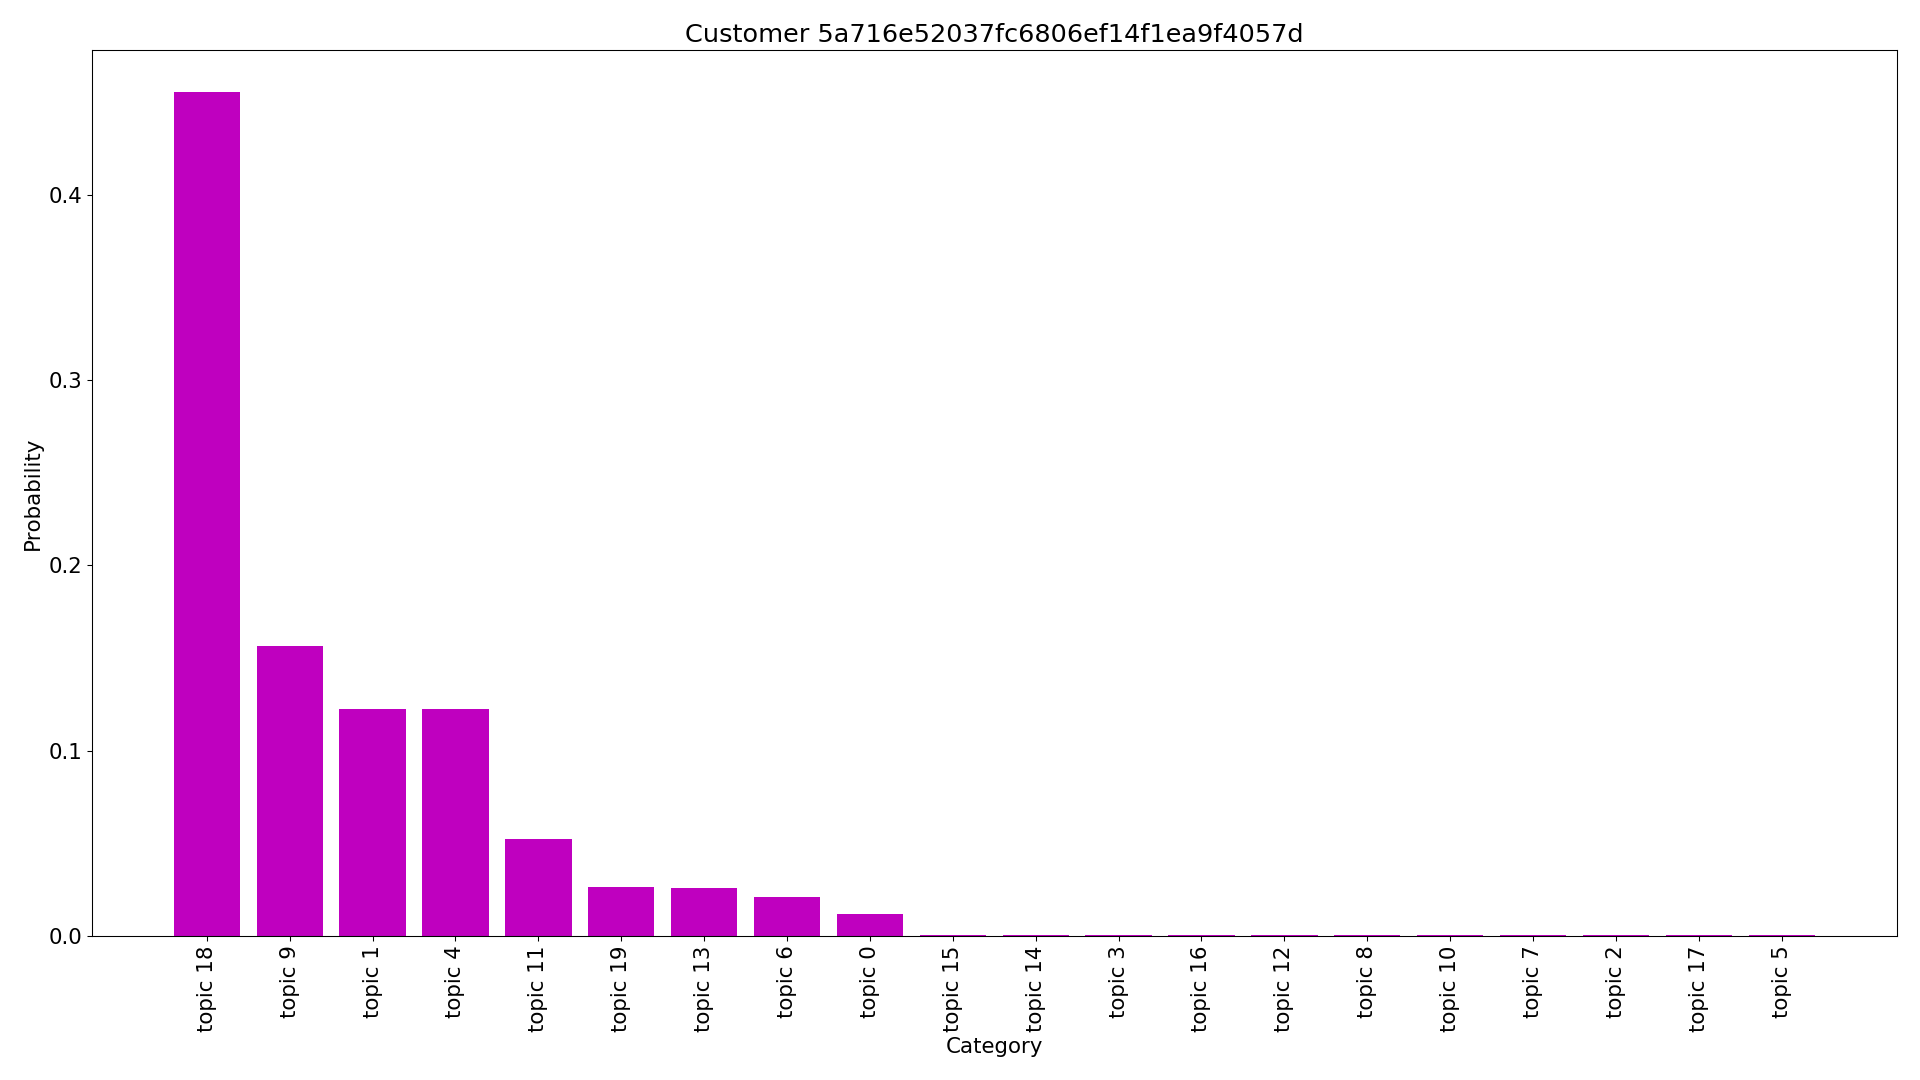 Customer 5a716e52037fc6806ef14f1ea9f4057d
Probability
0.4
0.3
0.2
0.1
0.0
topic 18
topic 9
topic 1
topic 4
topic 11
topic 19
topic 13
topic 6
topic 0
topic 15
topic 14
topic 3
topic 16
topic 12
topic 8
topic 10
topic 7
topic 2
topic 17
topic 5
Category